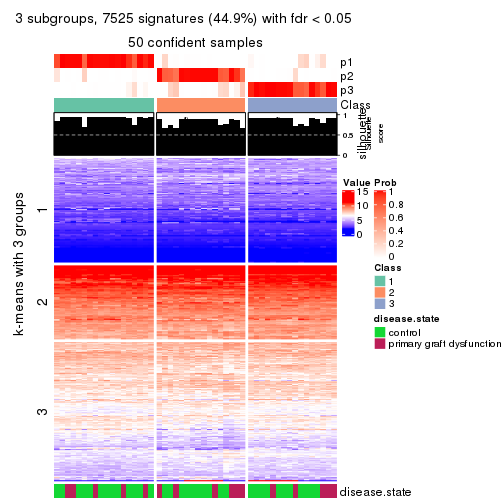 3 subgroups, 7525 signatures (44.9%) with fdr < 0.05
50 confident samples
p1
p2
p3
Class
silhouette
Silhouette
score
1
0.5
0
k-means with 3 groups
1
2
3
Value
15
10
5
0
Prob
1
0.8
0.6
0.4
0.2
0
Class
1
2
3
disease.state
control
primary graft dysfunction
disease.state